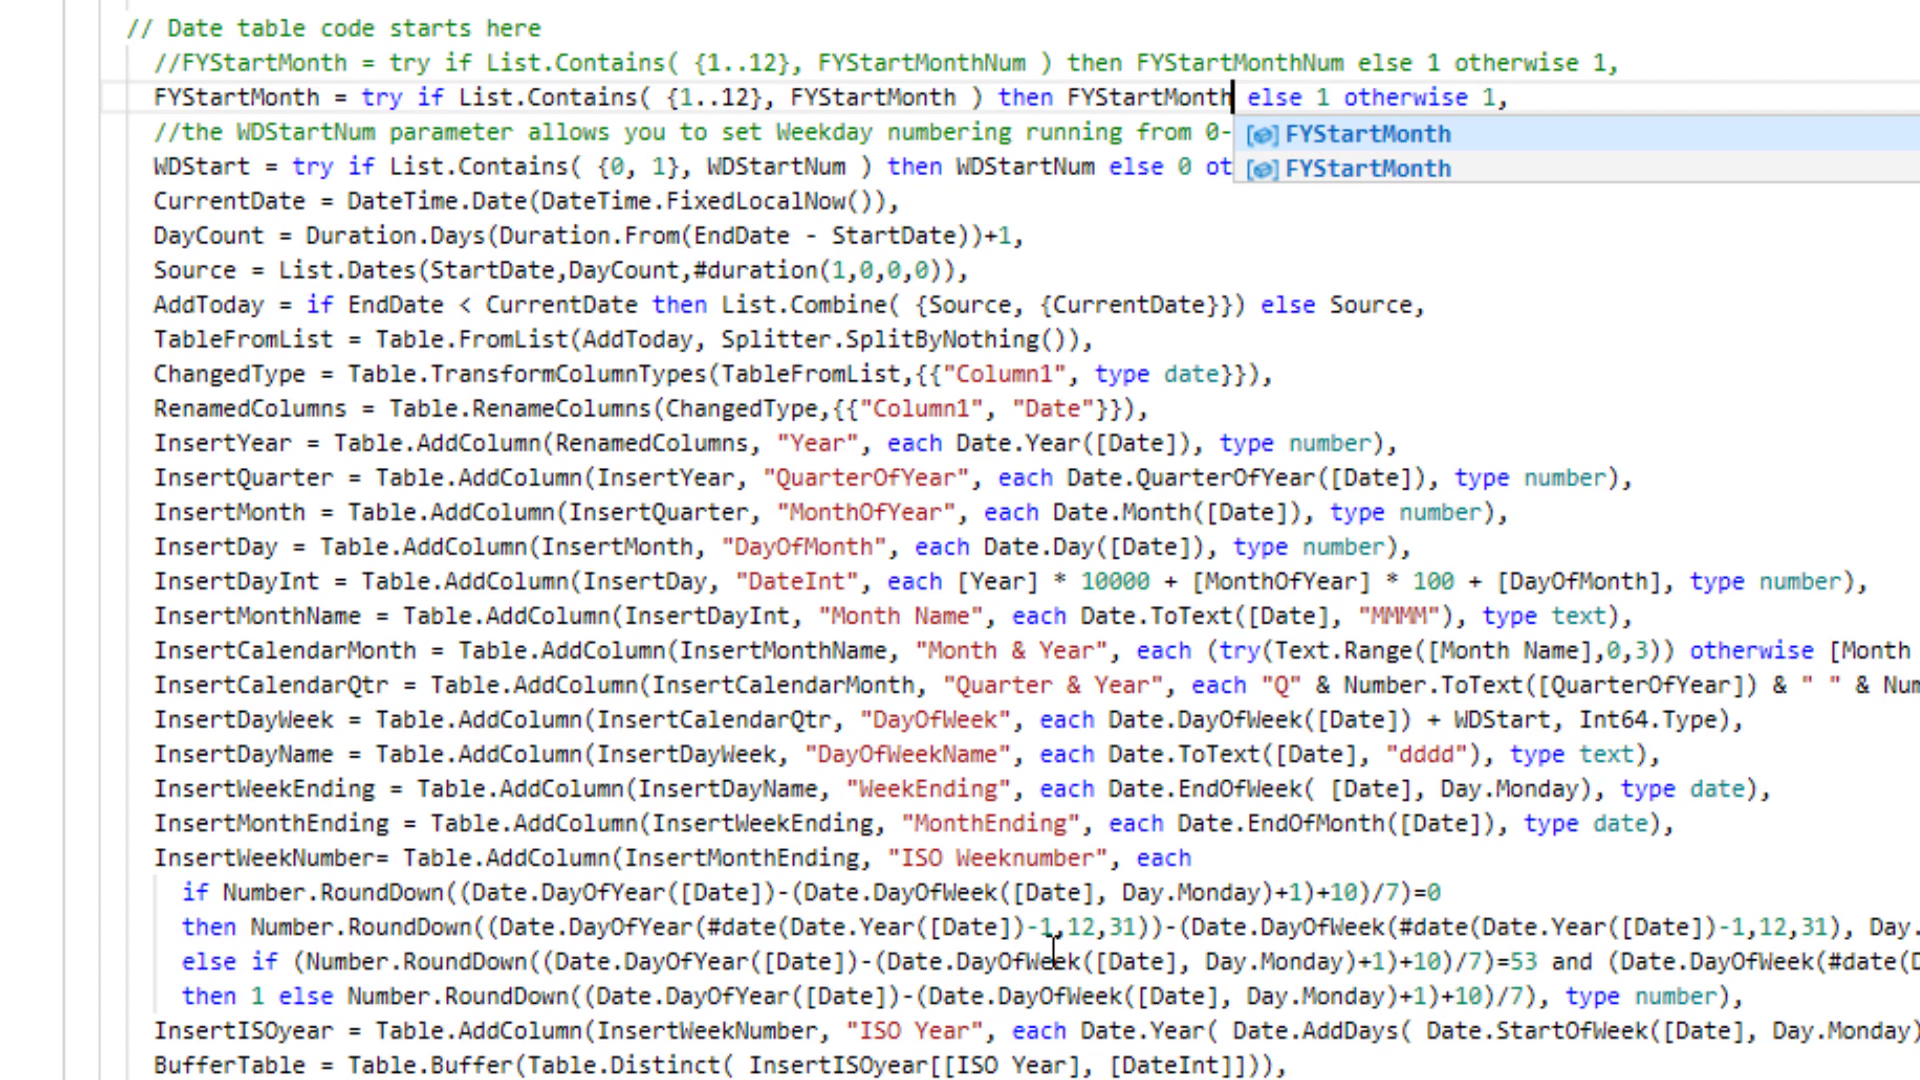 // Date table code starts here
//FYStartMonth = try if List.Contains( {1..12}, FYStartMonthNum ) then FYStartMonthNum else 1 otherwise 1,
FYStartMonth = try if List.Contains( {1..12}, FYStartMonth ) then FYStartMonth else 1 otherwise 1,
//the WDStartNum parameter allows you to set Weekday numbering running from 0-
FYStartMonth
WDStart = try if List.Contains( {0, 1}, WDStartNum ) then WDStartNum else 0 ot
FYStartMonth
CurrentDate = DateTime.Date(DateTime.FixedLocalNow()),
DayCount = Duration.Days(Duration.From(EndDate - StartDate))+1,
Source = List.Dates(StartDate,DayCount,#duration(1,0,0,0)),
AddToday = if EndDate < CurrentDate then List.Combine( {Source, {CurrentDate}}) else Source,
TableFromList = Table.FromList(AddToday, Splitter.SplitByNothing()),
ChangedType = Table.TransformColumnTypes(TableFromList,{{"Column1", type date}}),
RenamedColumns = Table.RenameColumns(ChangedType,{{"Column1", "Date"}}),
InsertYear = Table.AddColumn(RenamedColumns, "Year", each Date.Year([Date]), type number),
InsertQuarter = Table.AddColumn(InsertYear, "QuarterOfYear", each Date.QuarterOfYear([Date]), type number),
InsertMonth = Table.AddColumn(InsertQuarter, "MonthOfYear", each Date.Month([Date]), type number),
InsertDay = Table.AddColumn(InsertMonth, "DayOfMonth", each Date.Day([Date]), type number),
InsertDayInt = Table.AddColumn(InsertDay, "DateInt", each [Year] * 10000 + [MonthOfYear] * 100 + [DayOfMonth], type number),
InsertMonthName = Table.AddColumn(InsertDayInt, "Month Name", each Date.ToText([Date], "MMMM"), type text),
InsertCalendarMonth = Table.AddColumn(InsertMonthName, "Month & Year", each (try(Text.Range([Month Name],0,3)) otherwise [Month
InsertCalendarQtr = Table.AddColumn(InsertCalendarMonth, "Quarter & Year", each "Q" & Number.ToText([QuarterOfYear]) & " " & Num
InsertDayWeek = Table.AddColumn(InsertCalendarQtr, "DayOfWeek", each Date.DayOfWeek([Date]) + WDStart, Int64.Type),
InsertDayName = Table.AddColumn(InsertDayWeek, "DayOfWeekName", each Date.ToText([Date], "dddd"), type text),
InsertWeekEnding = Table.AddColumn(InsertDayName, "WeekEnding", each Date.EndOfWeek( [Date], Day.Monday), type date),
InsertMonthEnding = Table.AddColumn(InsertWeekEnding, "MonthEnding", each Date.EndOfMonth([Date]), type date),
InsertWeekNumber= Table.AddColumn(InsertMonthEnding, "ISO Weeknumber", each
if Number.RoundDown((Date.DayOfYear([Date])-(Date.DayOfWeek([Date], Day.Monday)+1)+10)/7)=0
then Number.RoundDown((Date.DayOfYear(#date(Date.Year([Date])-1,12,31))-(Date.DayOfWeek(#date(Date.Year([Date])-1,12,31), Day.
else if (Number.RoundDown((Date.DayOfYear([Date])-(Date.DayOfWeek([Date], Day.Monday)+1)+10)/7)=53 and (Date.DayOfWeek(#date(D
then 1 else Number.RoundDown((Date.DayOfYear([Date])-(Date.DayOfWeek([Date], Day.Monday)+1)+10)/7), type number),
InsertISOyear = Table.AddColumn(InsertWeekNumber, "ISO Year", each Date.Year( Date.AddDays( Date.StartOfWeek([Date], Day.Monday)
BufferTable = Table.Buffer(Table.Distinct( InsertISOyear[[ISO Year], [DateInt]])),